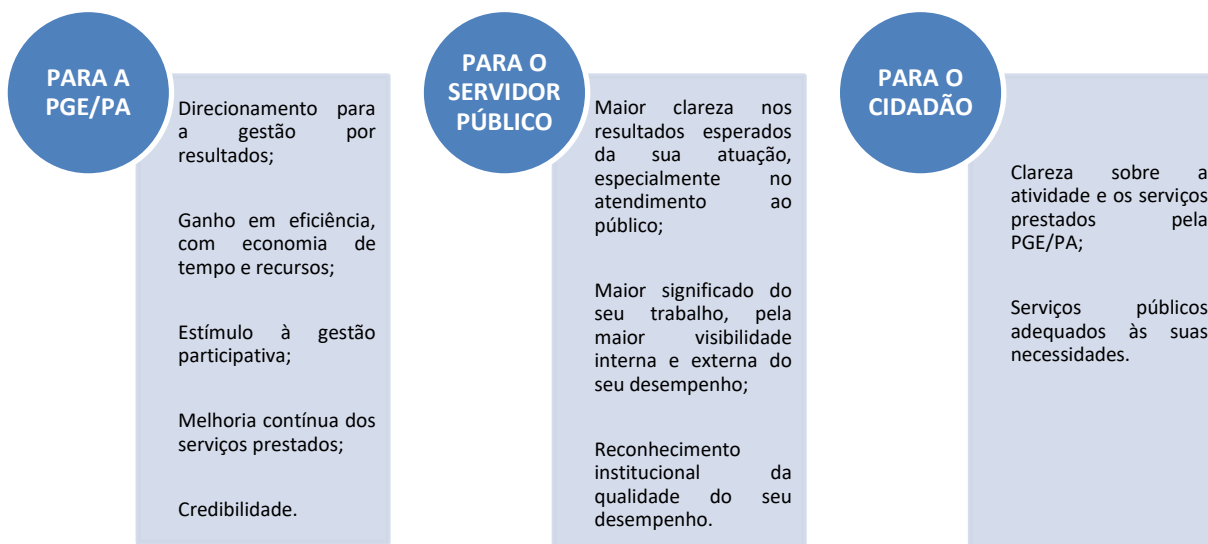 PARA A
PGE/PA
Direcionamento para
a gestão por
resultados;
Ganho em eficiência,
com economia de
tempo e recursos;
Estímulo à gestão
participativa;
Melhoria contínua dos
serviços prestados;
Credibilidade.
PARA O
SERVIDOR
PÚBLICO
Maior clareza nos
resultados esperados
da sua atuação,
especialmente no
atendimento ao
público;
Maior significado do
seu trabalho, pela
maior visibilidade
interna e externa do
seu desempenho;
Reconhecimento
institucional da
qualidade do seu
desempenho.
PARA O
CIDADÃO
Clareza sobre a
atividade e os serviços
prestados pela
PGE/PA;
Serviços públicos
adequados às suas
necessidades.